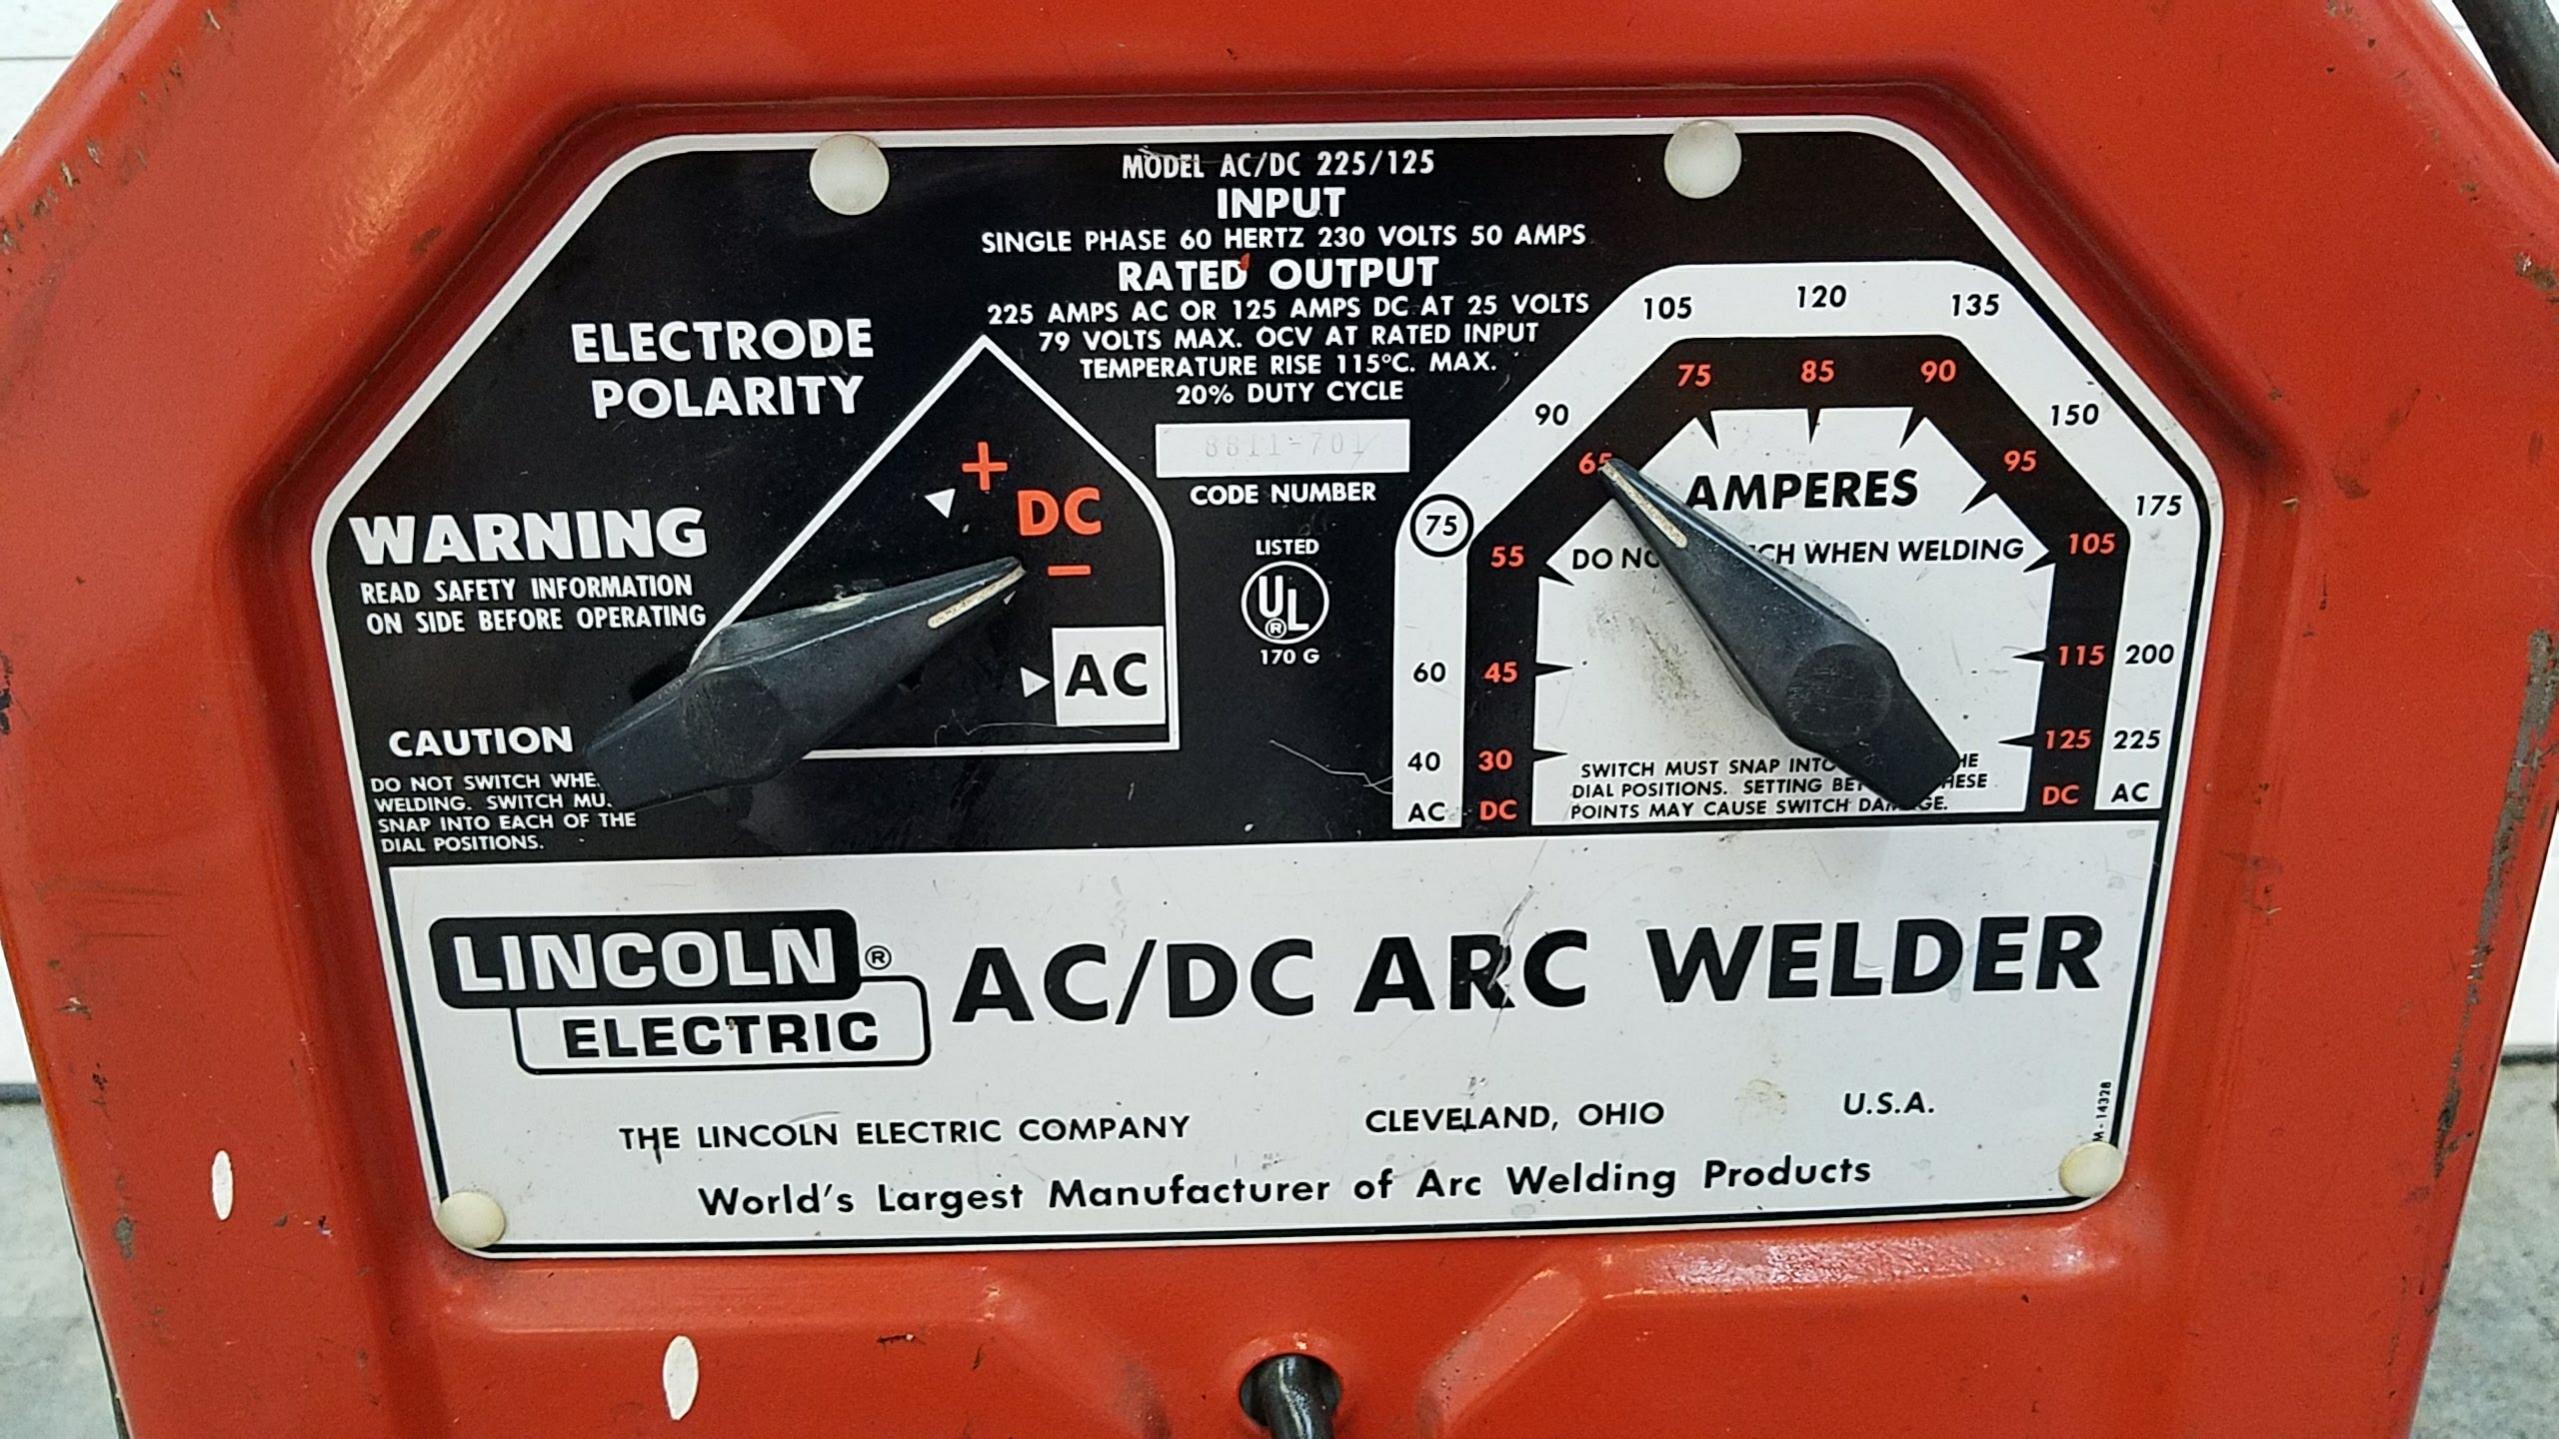 MODEL AC/DC 225/125
INPUT
SINGLE PHASE 60 HERTZ 230 VOLTS 50 AMPS
RATED OUTPUT
225 AMPS AC OR 125 AMPS DC AT 25 VOLTS
79 VOLTS MAX. OCV AT RATED INPUT
TEMPERATURE RISE 115°C. MAX.
20% DUTY CYCLE
8811-701
CODE NUMBER
LISTED
UL ®
170 G
ELECTRODE
POLARITY
+
DC
–
AC
WARNING
READ SAFETY INFORMATION
ON SIDE BEFORE OPERATING
CAUTION
DO NOT SWITCH WHE
WELDING. SWITCH MU
SNAP INTO EACH OF THE
DIAL POSITIONS.
105 120 135
75 85 90
90 150
65 95
AMPERES
75 175
55 105
DO NO CH WHEN WELDING
60 45 115 200
40 30 125 225
AC DC DC AC
SWITCH MUST SNAP INTO HE
DIAL POSITIONS. SETTING BET HESE
POINTS MAY CAUSE SWITCH DA GE.
LINCOLN ®
ELECTRIC
AC/DC ARC WELDER
THE LINCOLN ELECTRIC COMPANY CLEVELAND, OHIO U.S.A.
World's Largest Manufacturer of Arc Welding Products
M-14328